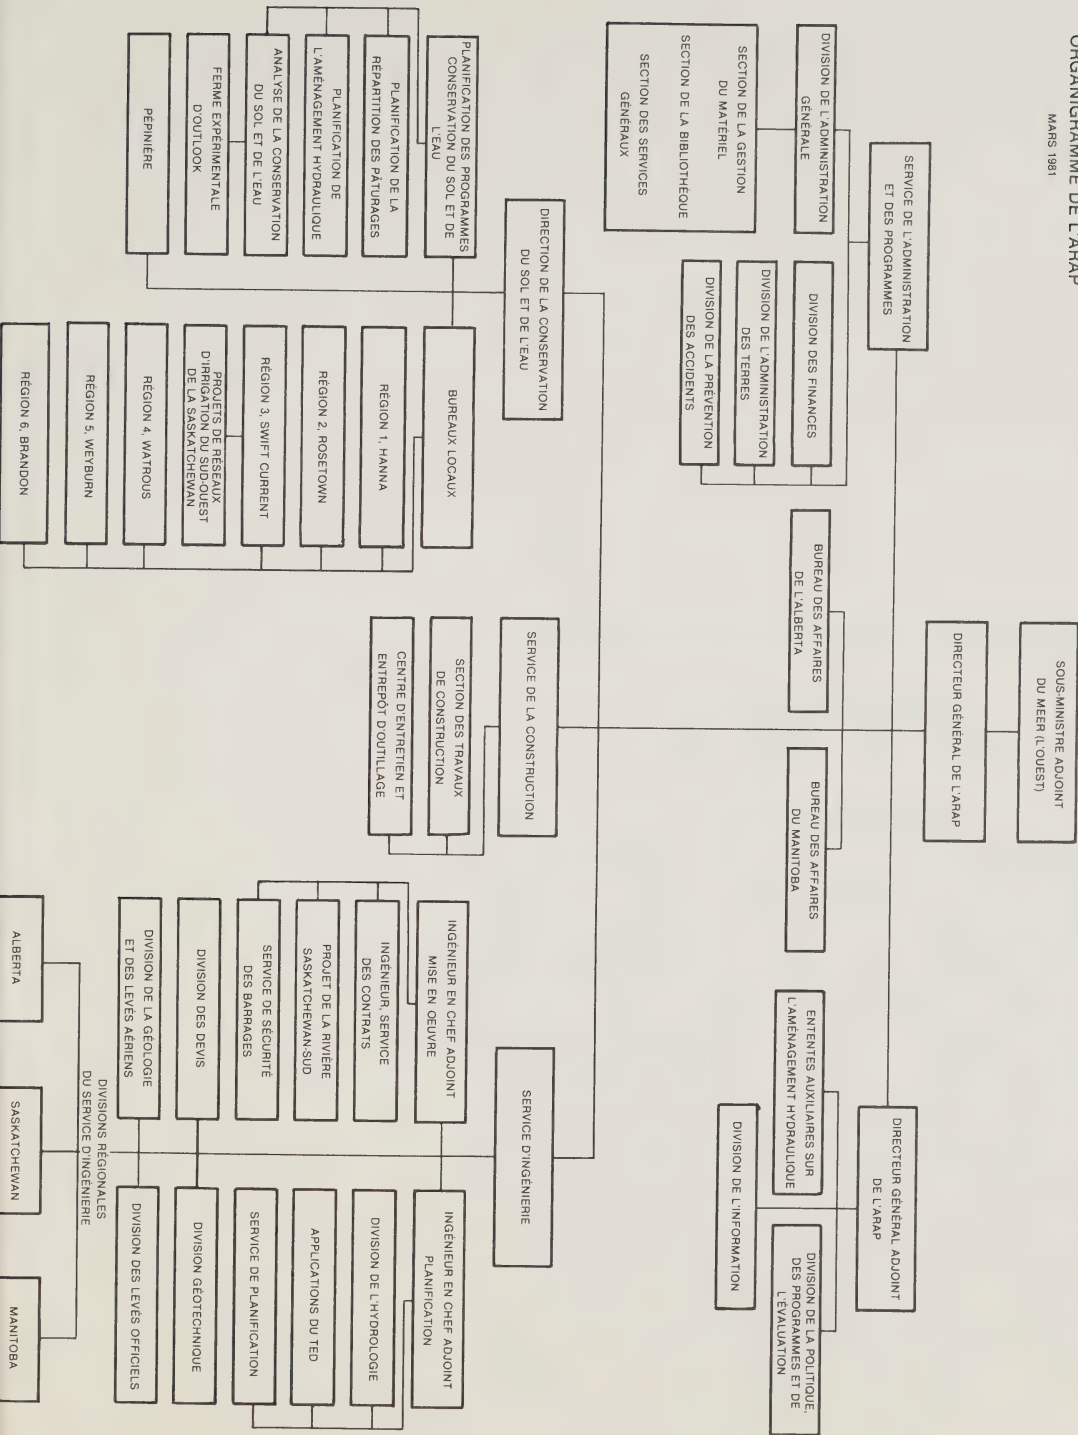 ORGANIGRAMME DE L'ARAP
MARS 1981
SOUS-MINISTRE ADJOINT
DU MEER (L'OUEST)
DIRECTEUR GÉNÉRAL DE L'ARAP
SERVICE DE L'ADMINISTRATION
ET DES PROGRAMMES
DIRECTEUR GÉNÉRAL ADJOINT
DE L'ARAP
DIVISION DE L'ADMINISTRATION
GÉNÉRALE
SECTION DE LA GESTION
DU MATÉRIEL
SECTION DE LA BIBLIOTHÈQUE
SECTION DES SERVICES
GÉNÉRAUX
DIVISION DES FINANCES
DIVISION DE L'ADMINISTRATION
DES TERRES
DIVISION DE LA PRÉVENTION
DES ACCIDENTS
BUREAU DES AFFAIRES
DE L'ALBERTA
BUREAU DES AFFAIRES
DU MANITOBA
ENTENTES AUXILIAIRES SUR
L'AMÉNAGEMENT HYDRAULIQUE
DIVISION DE LA POLITIQUE,
DES PROGRAMMES ET DE
L'ÉVALUATION
DIVISION DE L'INFORMATION
DIRECTION DE LA CONSERVATION
DU SOL ET DE L'EAU
SERVICE DE LA CONSTRUCTION
SERVICE D'INGÉNIERIE
PLANIFICATION DES PROGRAMMES
CONSERVATION DU SOL ET DE
L'EAU
PLANIFICATION DE LA
RÉPARTITION DES PÂTURAGES
PLANIFICATION DE
L'AMÉNAGEMENT HYDRAULIQUE
ANALYSE DE LA CONSERVATION
DU SOL ET DE L'EAU
FERME EXPÉRIMENTALE
D'OUTLOOK
PÉPINIÈRE
BUREAUX LOCAUX
RÉGION 1, HANNA
RÉGION 2, ROSETOWN
RÉGION 3, SWIFT CURRENT
PROJETS DE RÉSEAUX
D'IRRIGATION DU SUD-OUEST
DE LA SASKATCHEWAN
RÉGION 4, WATROUS
RÉGION 5, WEYBURN
RÉGION 6, BRANDON
SECTION DES TRAVAUX
DE CONSTRUCTION
CENTRE D'ENTRETIEN ET
ENTREPÔT D'OUTILLAGE
INGÉNIEUR EN CHEF ADJOINT
MISE EN OEUVRE
INGÉNIEUR, SERVICE
DES CONTRATS
PROJET DE LA RIVIÈRE
SASKATCHEWAN-SUD
SERVICE DE SÉCURITÉ
DES BARRAGES
DIVISION DES DEVIS
DIVISION DE LA GÉOLOGIE
ET DES LEVÉS AÉRIENS
INGÉNIEUR EN CHEF ADJOINT
PLANIFICATION
DIVISION DE L'HYDROLOGIE
APPLICATIONS DU TED
SERVICE DE PLANIFICATION
DIVISION GÉOTECHNIQUE
DIVISION DES LEVÉS OFFICIELS
DIVISIONS RÉGIONALES
DU SERVICE D'INGÉNIERIE
ALBERTA
SASKATCHEWAN
MANITOBA